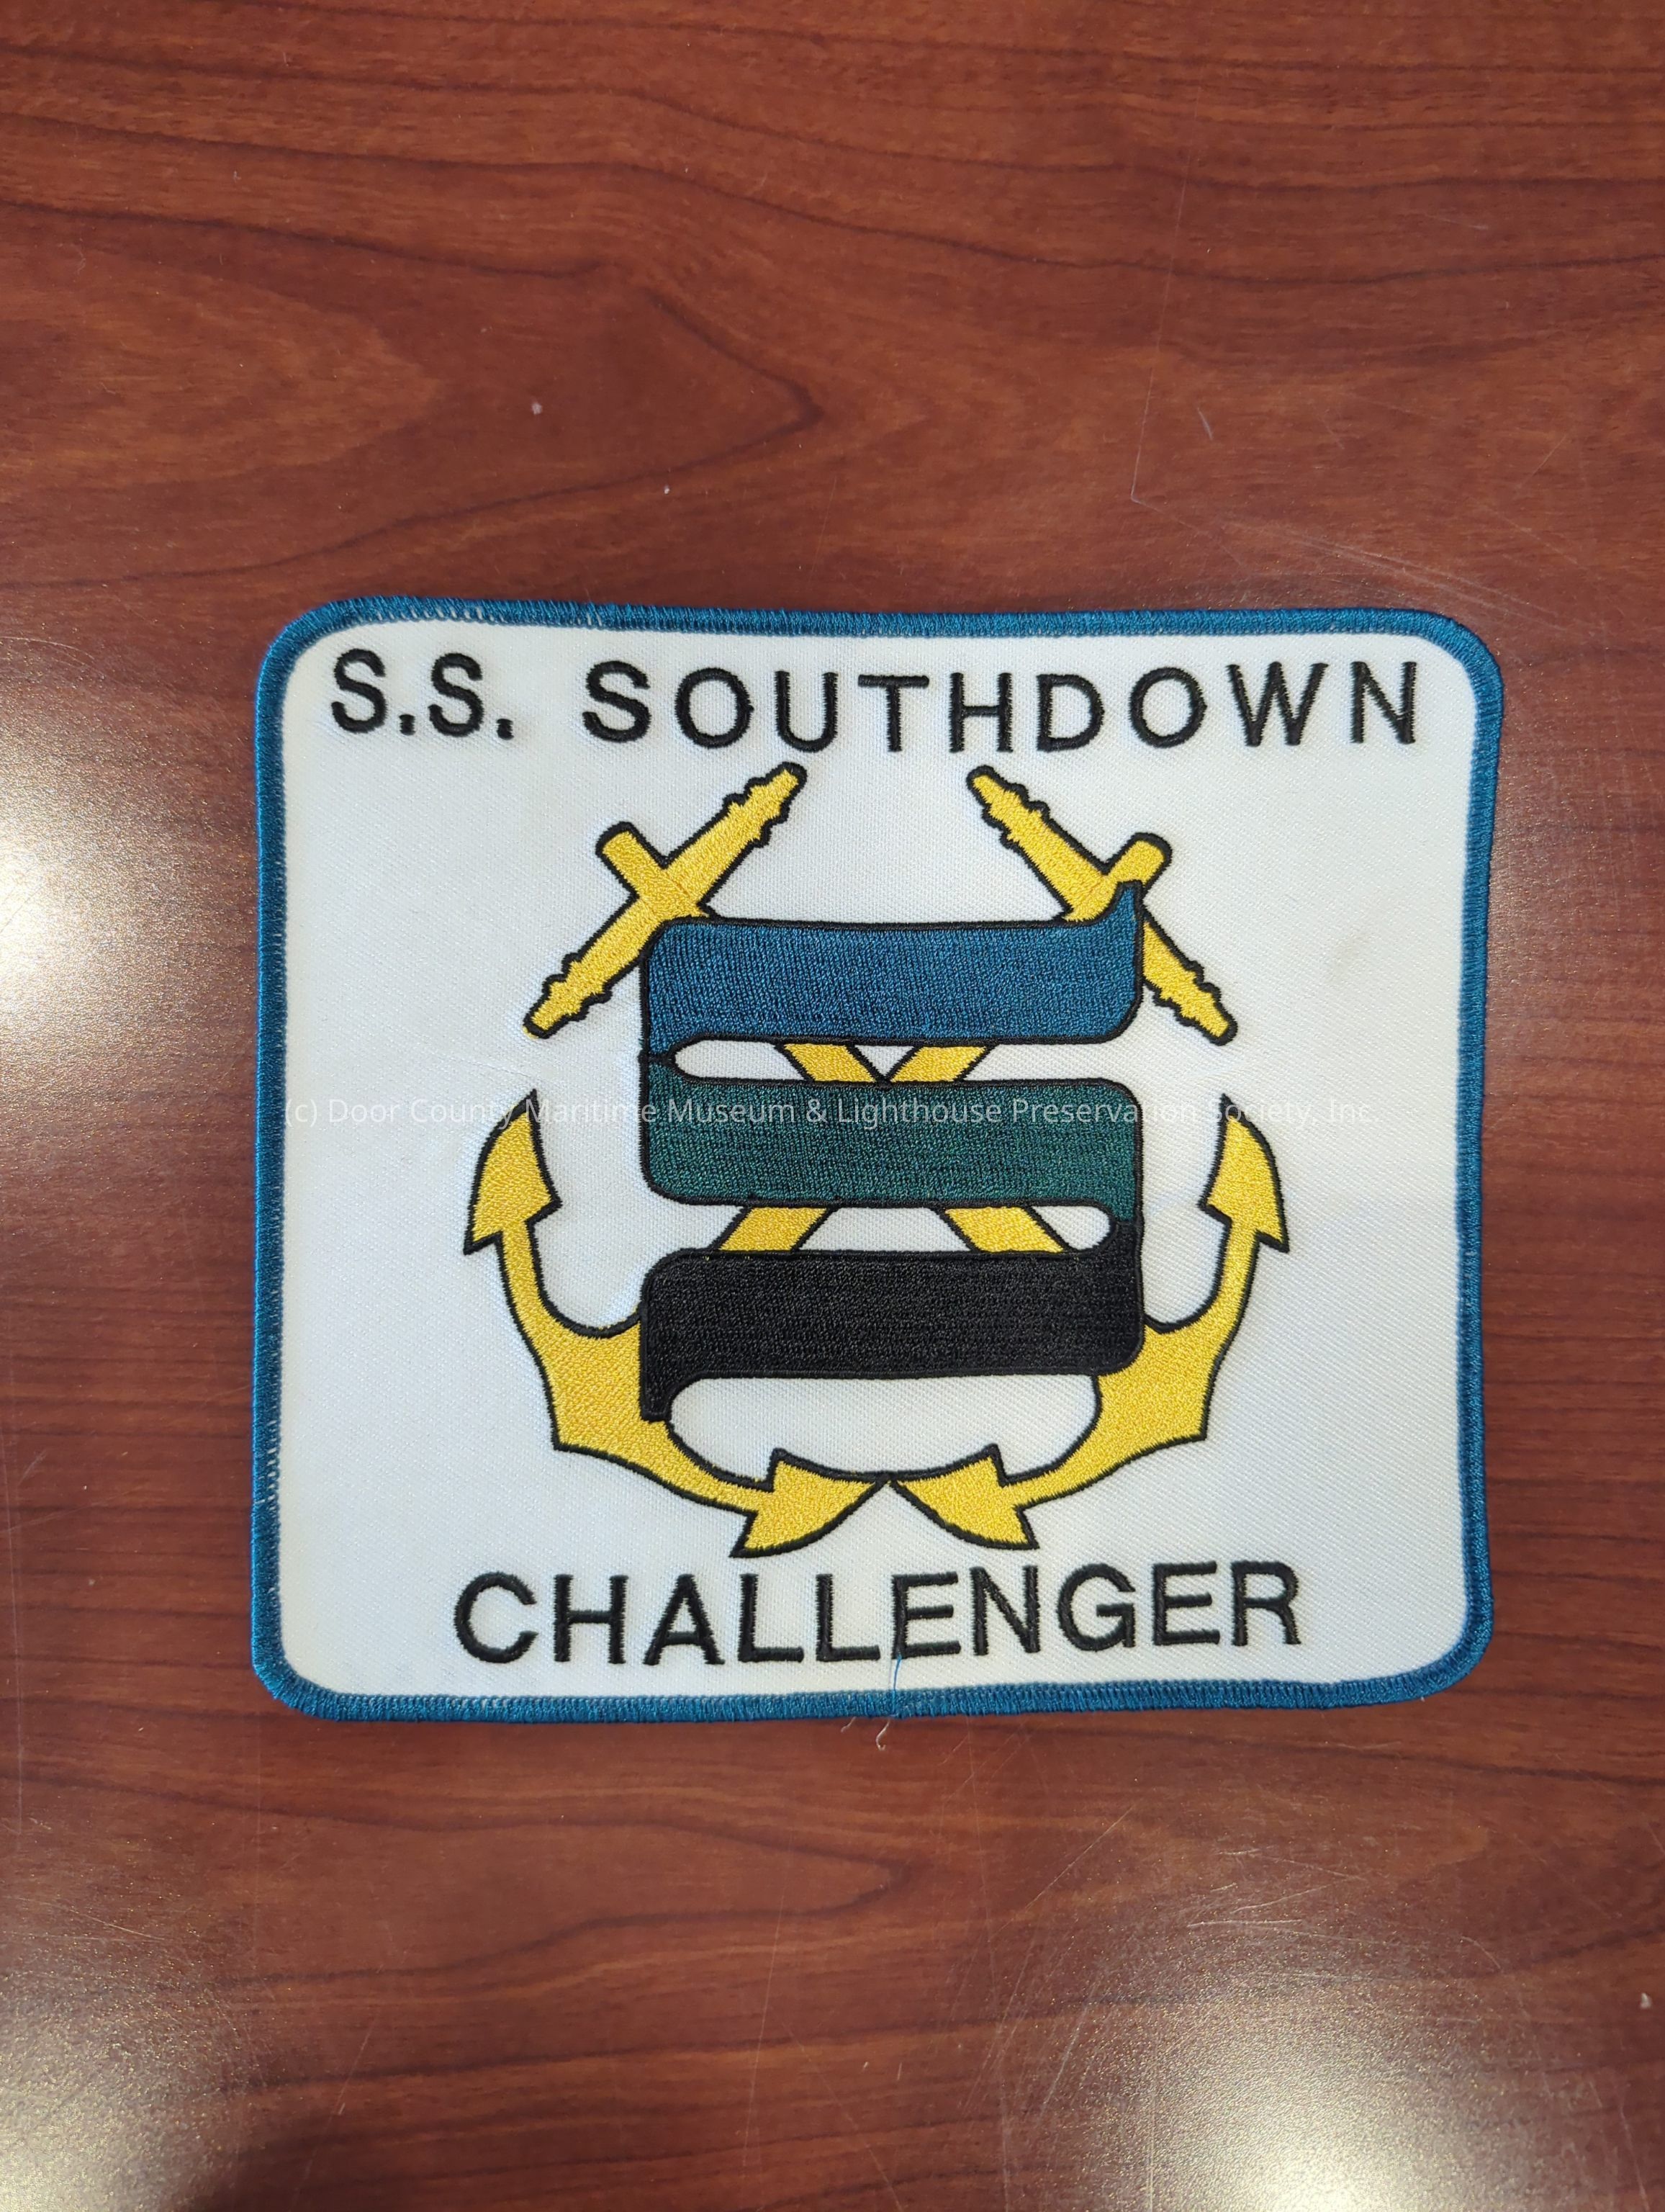 S.S. SOUTHDOWN
(c) Door County Maritime Museum & Lighthouse Preservation Society, Inc
CHALLENGER